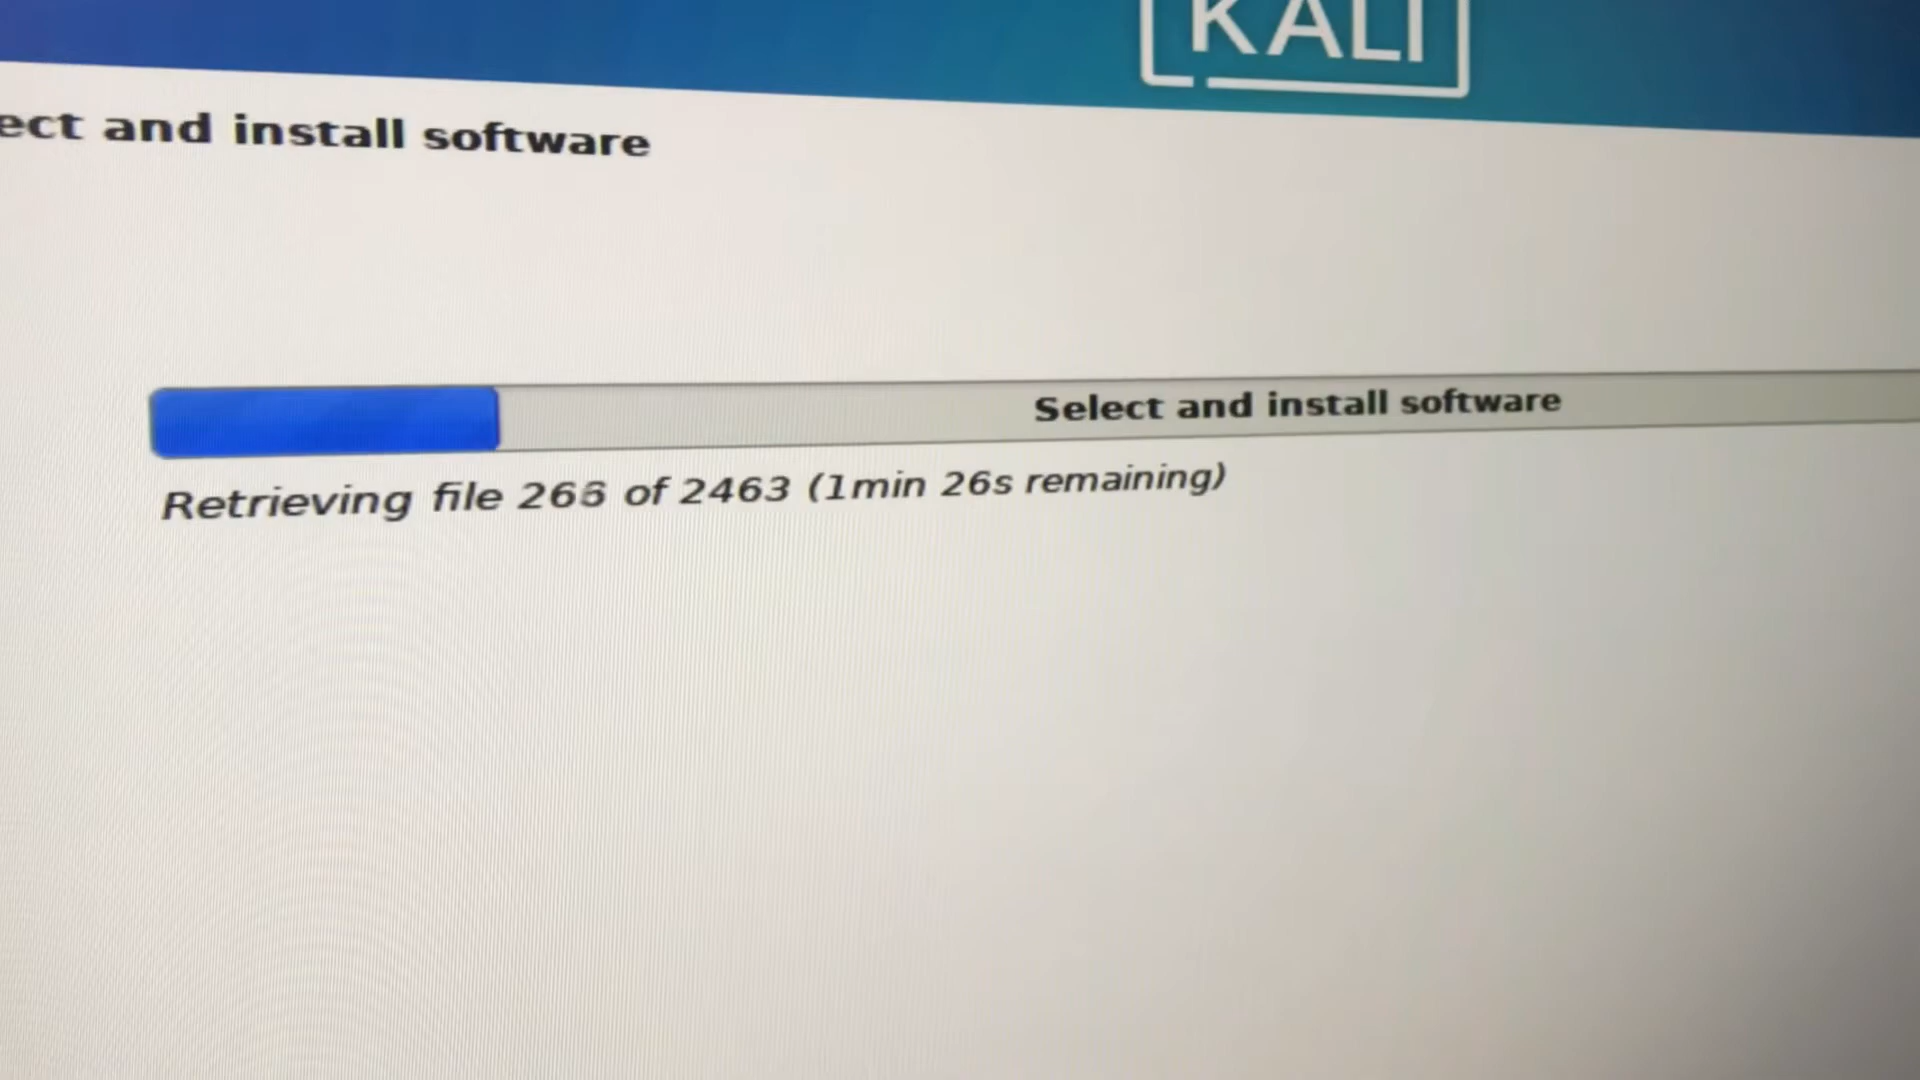 KALI
ect and install software
Select and install software
Retrieving file 266 of 2463 (1min 26s remaining)